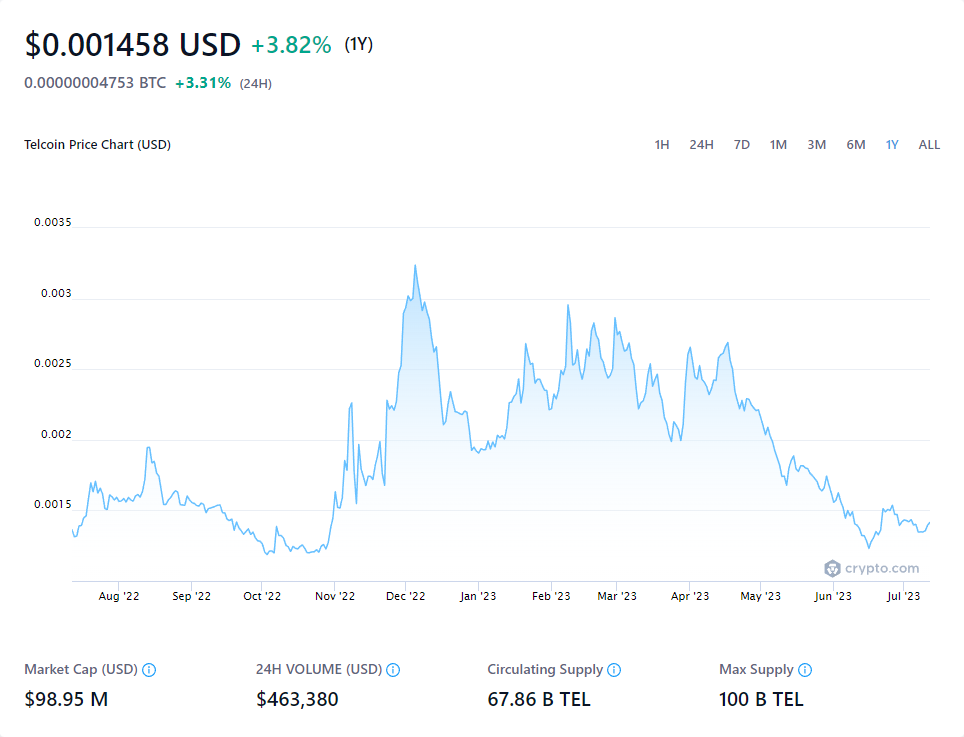 $0.001458 USD +3.82% (1Y)
0.00000004753 BTC +3.31% (24H)
Telcoin Price Chart (USD) 1H 24H 7D 1M 3M 6M 1Y ALL
0.0035
0.003
0.0025
0.002
0.0015
crypto.com
Aug '22 Sep '22 Oct '22 Nov '22 Dec '22 Jan '23 Feb '23 Mar '23 Apr '23 May '23 Jun '23 Jul '23
Market Cap (USD) 24H VOLUME (USD) Circulating Supply Max Supply
$98.95 M $463,380 67.86 B TEL 100 B TEL